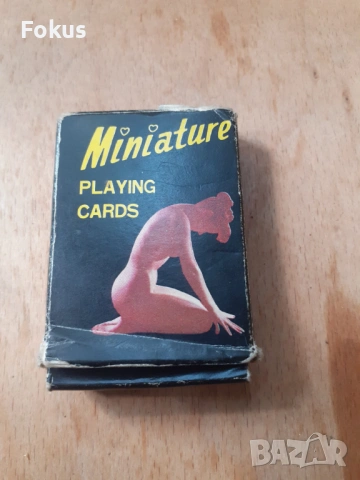 Fokus
Miniature
PLAYING
CARDS
BAZAR